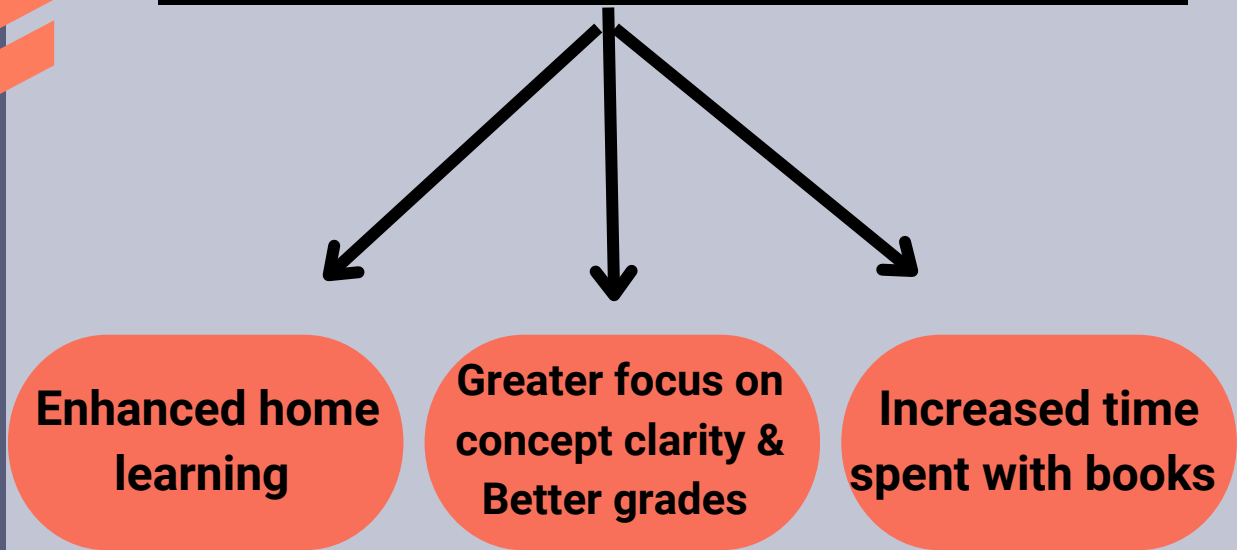 Enhanced home
learning
Greater focus on
concept clarity &
Better grades
Increased time
spent with books